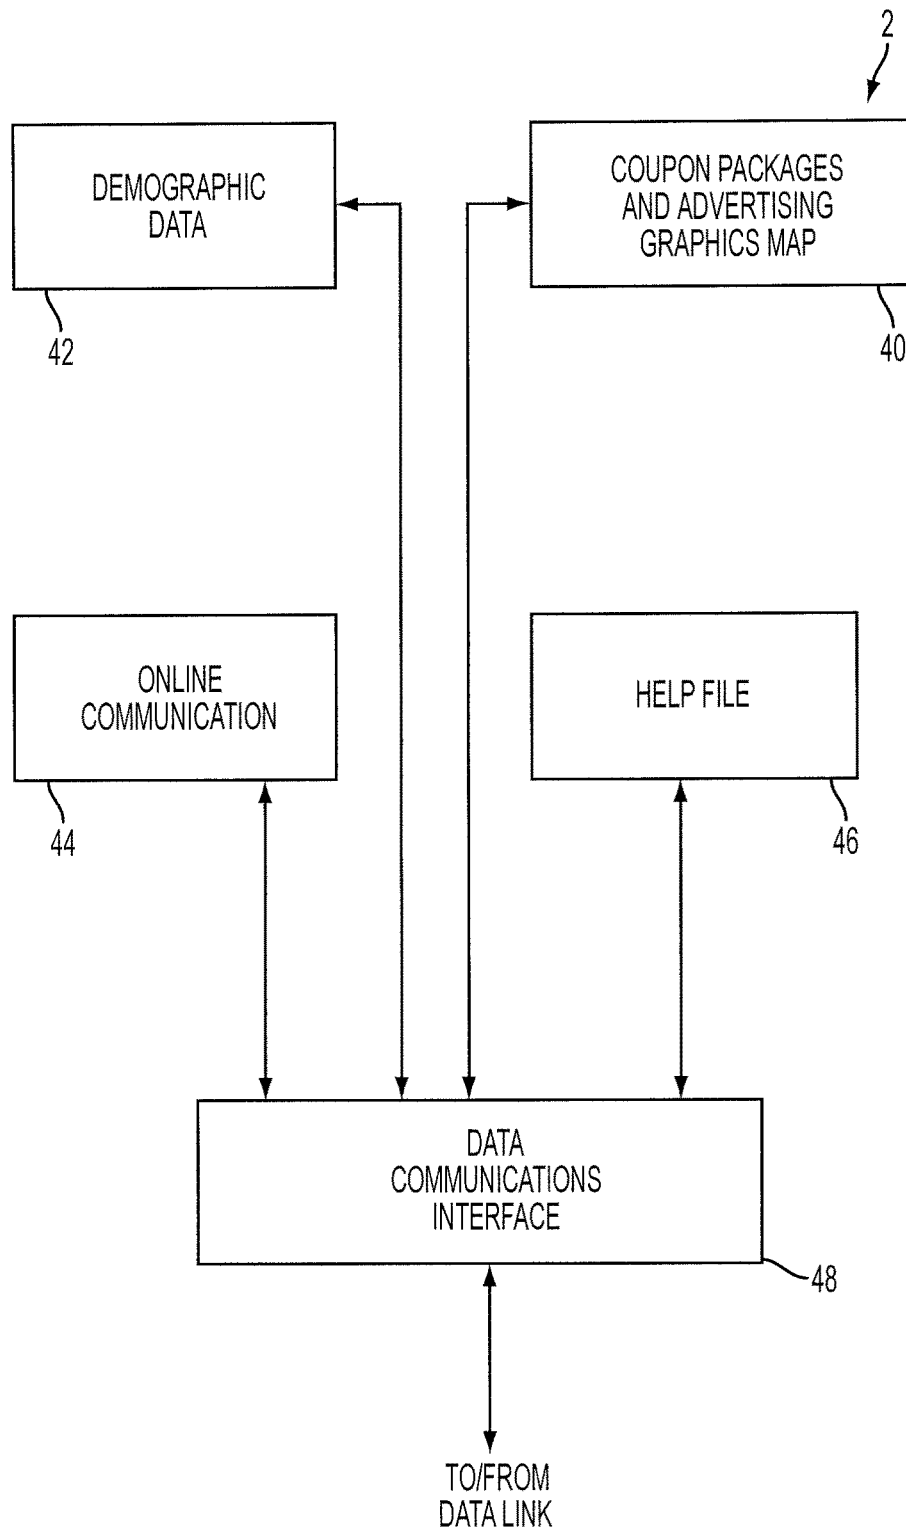 2
DEMOGRAPHIC
DATA
42
COUPON PACKAGES
AND ADVERTISING
GRAPHICS MAP
40
ONLINE
COMMUNICATION
44
HELP FILE
46
DATA
COMMUNICATIONS
INTERFACE
48
TO/FROM
DATA LINK